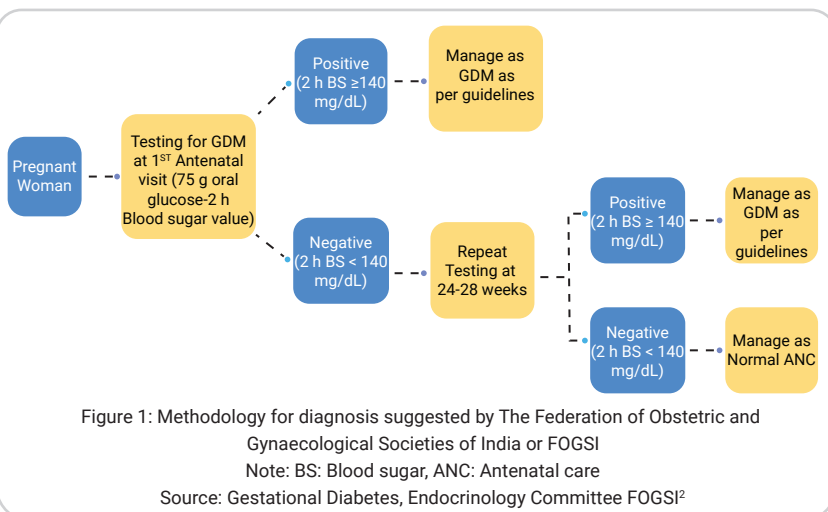 Pregnant
Woman
Testing for GDM
at 1ST Antenatal
visit (75 g oral
glucose-2 h
Blood sugar value)
Positive
(2 h BS ≥140
mg/dL)
Manage as
GDM as
per guidelines
Negative
(2 h BS < 140
mg/dL)
Repeat
Testing at
24-28 weeks
Positive
(2 h BS ≥ 140
mg/dL)
Manage as
GDM as
per
guidelines
Negative
(2 h BS < 140
mg/dL)
Manage as
Normal ANC
Figure 1: Methodology for diagnosis suggested by The Federation of Obstetric and
Gynaecological Societies of India or FOGSI
Note: BS: Blood sugar, ANC: Antenatal care
Source: Gestational Diabetes, Endocrinology Committee FOGSI2